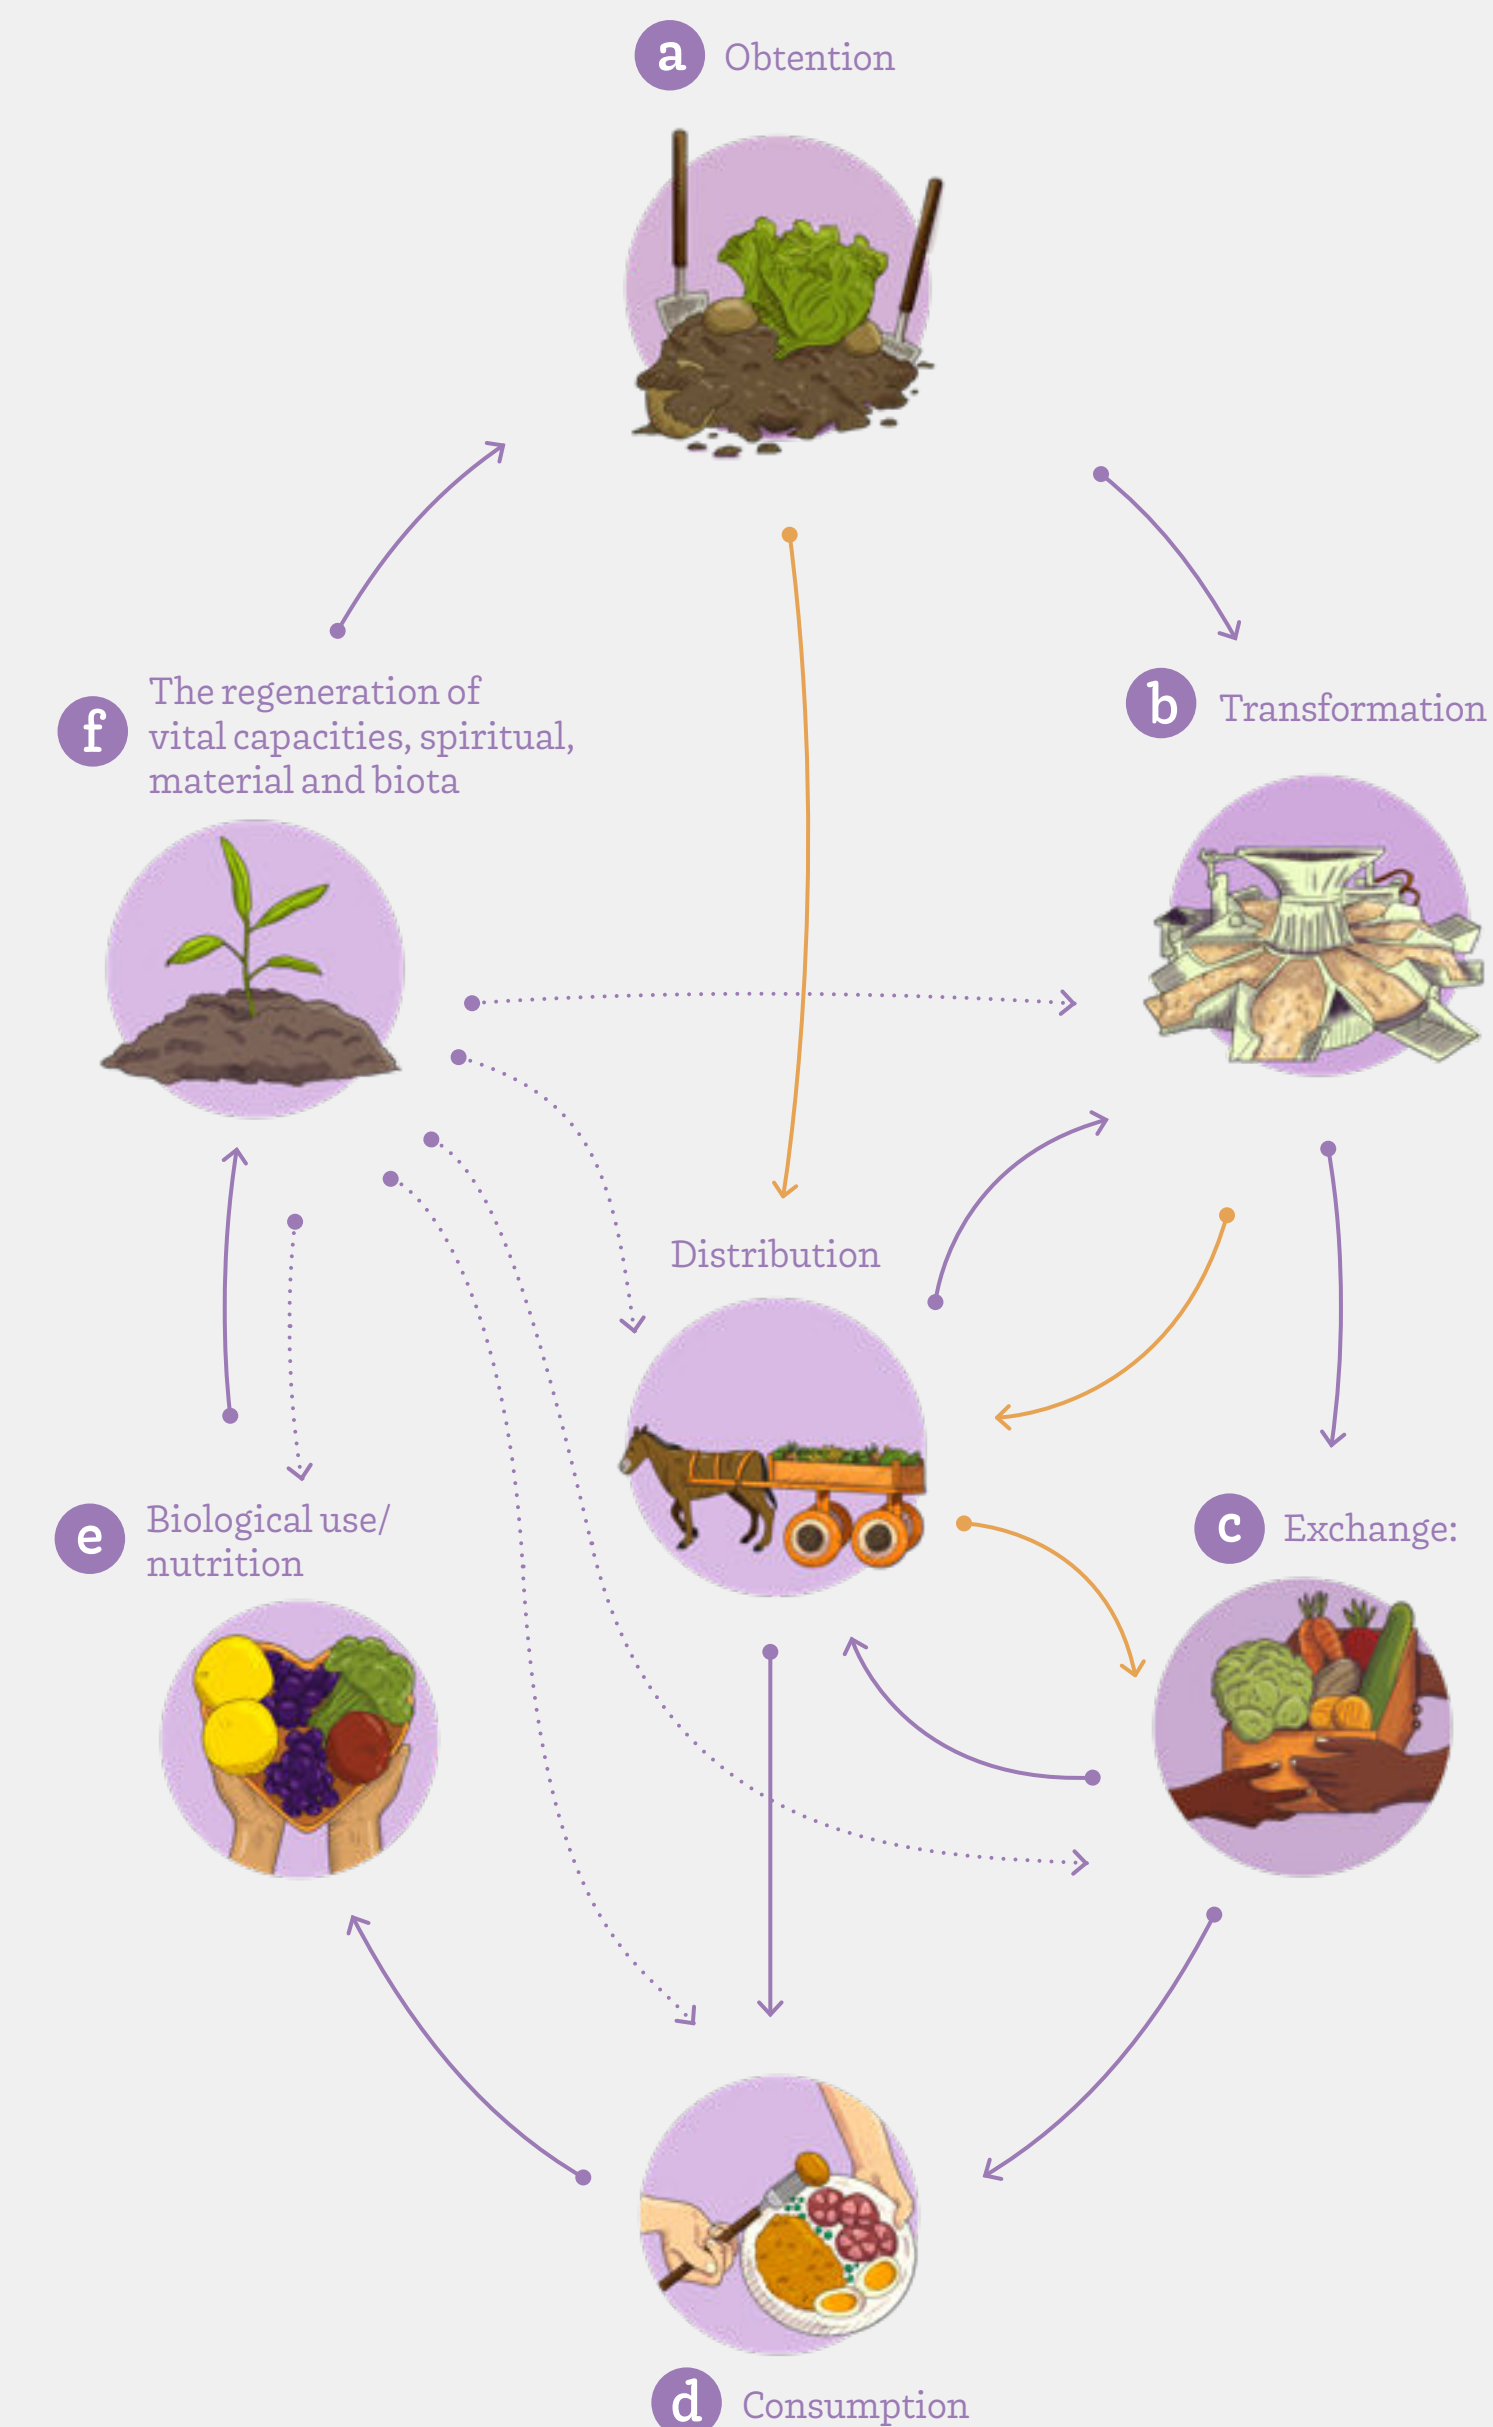 a Obtention
f The regeneration of
vital capacities, spiritual,
material and biota
b Transformation
Distribution
e Biological use/
nutrition
c Exchange:
d Consumption